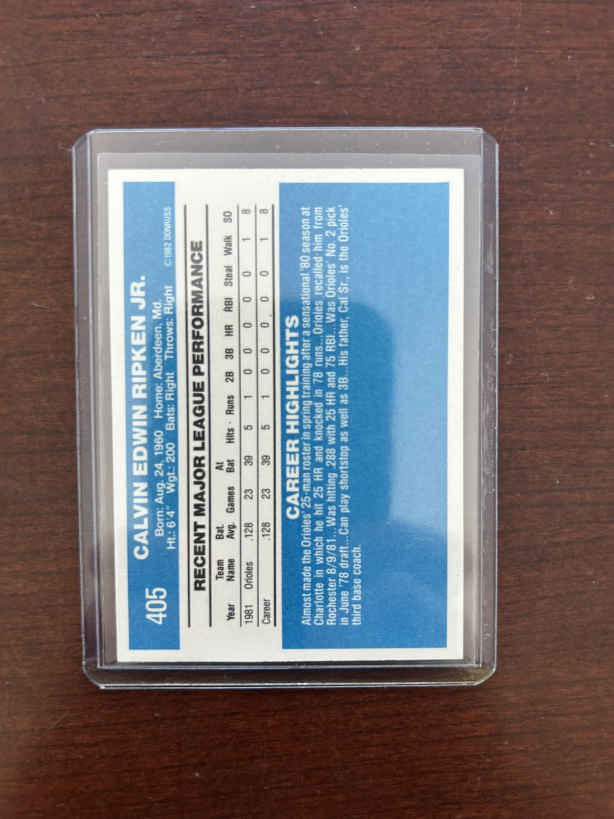 405
CALVIN EDWIN RIPKEN JR.
Born: Aug. 24, 1960 Home: Aberdeen, Md.
Ht.: 6'4" Wgt.: 200 Bats: Right Throws: Right
© 1982 DONRUSS
RECENT MAJOR LEAGUE PERFORMANCE
Year Team Name Bat. Avg. Games At Bat Hits Runs 2B 3B HR RBI Steal Walk SO
1981 Orioles .128 23 39 5 1 0 0 0 0 0 1 8
Career .128 23 39 5 1 0 0 0 0 0 1 8
CAREER HIGHLIGHTS
Almost made the Orioles' 25-man roster in spring training after a sensational '80 season at
Charlotte in which he hit 25 HR and knocked in 78 runs...Orioles recalled him from
Rochester 8/9/81...Was hitting .288 with 25 HR and 75 RBI...Was Orioles' No. 2 pick
in June '78 draft...Can play shortstop as well as 3B...His father, Cal Sr., is the Orioles'
third base coach.